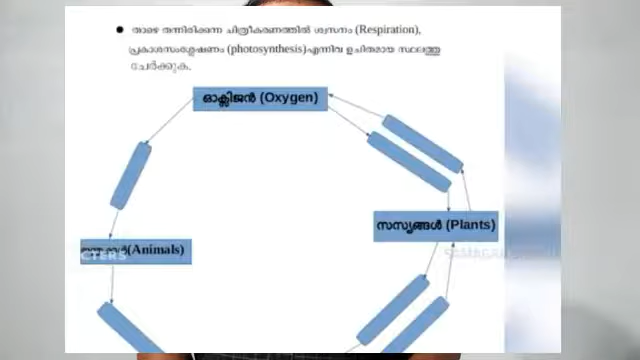 താഴെ തന്നിരിക്കുന്ന ചിത്രീകരണത്തിൽ ശ്വസനം (Respiration),
പ്രകാശസംശ്ലേഷണം (photosynthesis)എന്നിവ ഉചിതമായ സ്ഥലത്തു
ചേർക്കുക.
ഓക്സിജൻ (Oxygen)
സസ്യങ്ങൾ (Plants)
(Animals)
CTERS